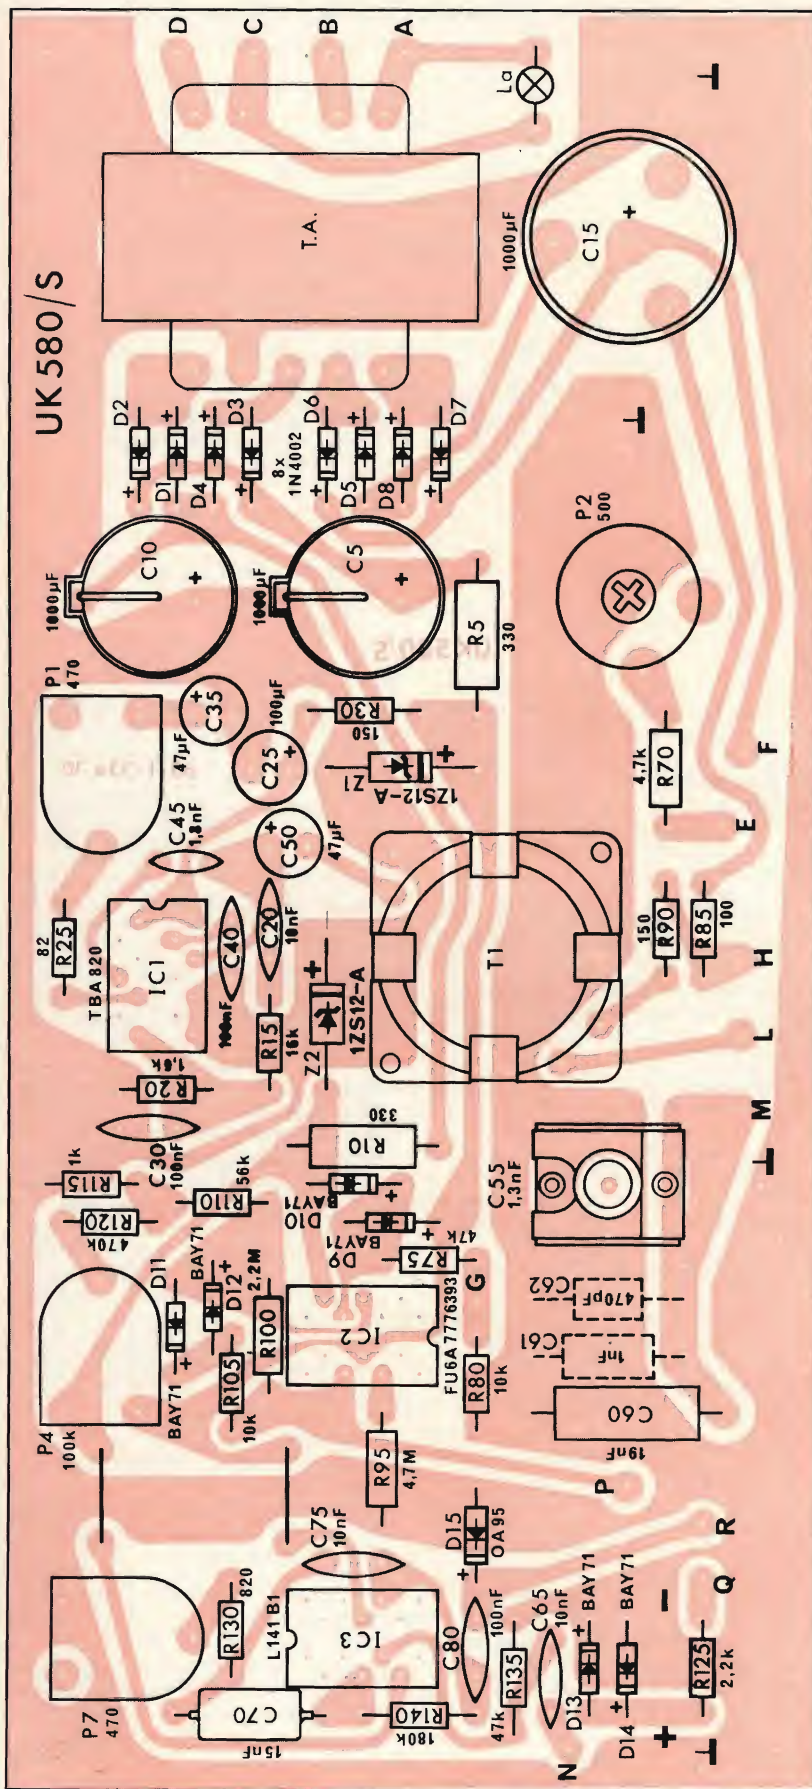 D
C
B
A
La
UK 580/S
T.A.
1000µF
C15
+
D2
+
D1
+
D4
+
D3
+
8x
1N4002
D6
+
D5
+
D8
+
D7
+
1000µF
C10
+
1000µF
C5
+
R5
330
P2
500
P1
470
C35
+
47µF
100µF
C25
+
R30
150
Z1
+
1ZS12-A
C45
1,8nF
C50
+
47µF
4,7k
R70
F
E
82
R25
TBA820
IC1
C40
100nF
C20
10nF
R15
16k
Z2
+
1ZS12-A
T1
150
R90
R85
100
H
L
M
R20
1,6k
C30
100nF
R10
330
1k
R115
R120
470k
R110
56k
BAY71
D10
+
BAY71
D9
+
47k
R75
C55
1,3nF
D11
+
BAY71
BAY71
D12
+
2,2M
R100
R105
10k
IC2
FU6A7776393
G
R80
10k
C62
470pF
C61
1nF
C60
19nF
P4
100k
R95
4,7M
P
C75
10nF
D15
+
OA95
R
Q
P7
470
R130
820
L141 B1
IC3
C80
100nF
C65
10nF
BAY71
D13
+
BAY71
D14
+
-
R135
47k
R140
180k
C70
15nF
R125
2,2k
N
+